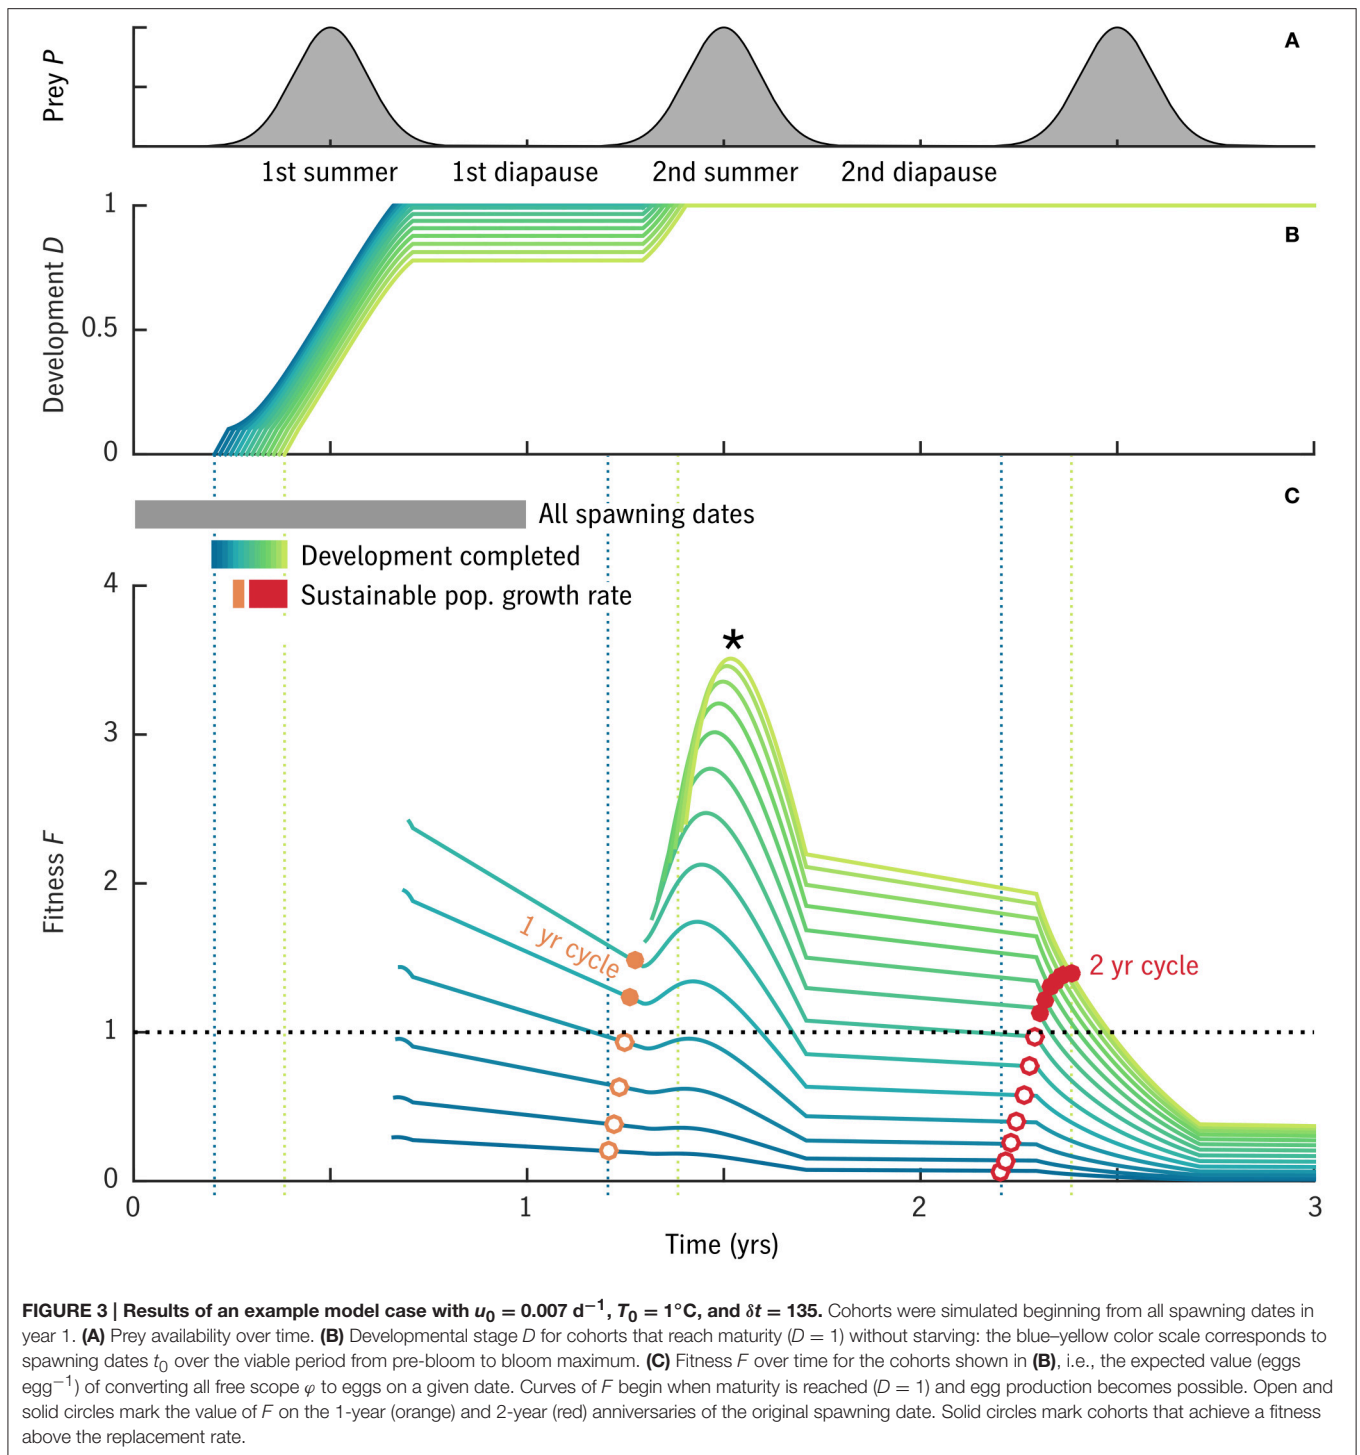 Prey P
A
1st summer
1st diapause
2nd summer
2nd diapause
1
0.5
0
Development D
B
C
All spawning dates
Development completed
Sustainable pop. growth rate
4
3
2
1
0
Fitness F
*
1 yr cycle
2 yr cycle
0
1
2
3
Time (yrs)
FIGURE 3 | Results of an example model case with u₀ = 0.007 d⁻¹, T₀ = 1°C, and δt = 135. Cohorts were simulated beginning from all spawning dates in
year 1. (A) Prey availability over time. (B) Developmental stage D for cohorts that reach maturity (D = 1) without starving: the blue–yellow color scale corresponds to
spawning dates t₀ over the viable period from pre-bloom to bloom maximum. (C) Fitness F over time for the cohorts shown in (B), i.e., the expected value (eggs
egg⁻¹) of converting all free scope φ to eggs on a given date. Curves of F begin when maturity is reached (D = 1) and egg production becomes possible. Open and
solid circles mark the value of F on the 1-year (orange) and 2-year (red) anniversaries of the original spawning date. Solid circles mark cohorts that achieve a fitness
above the replacement rate.